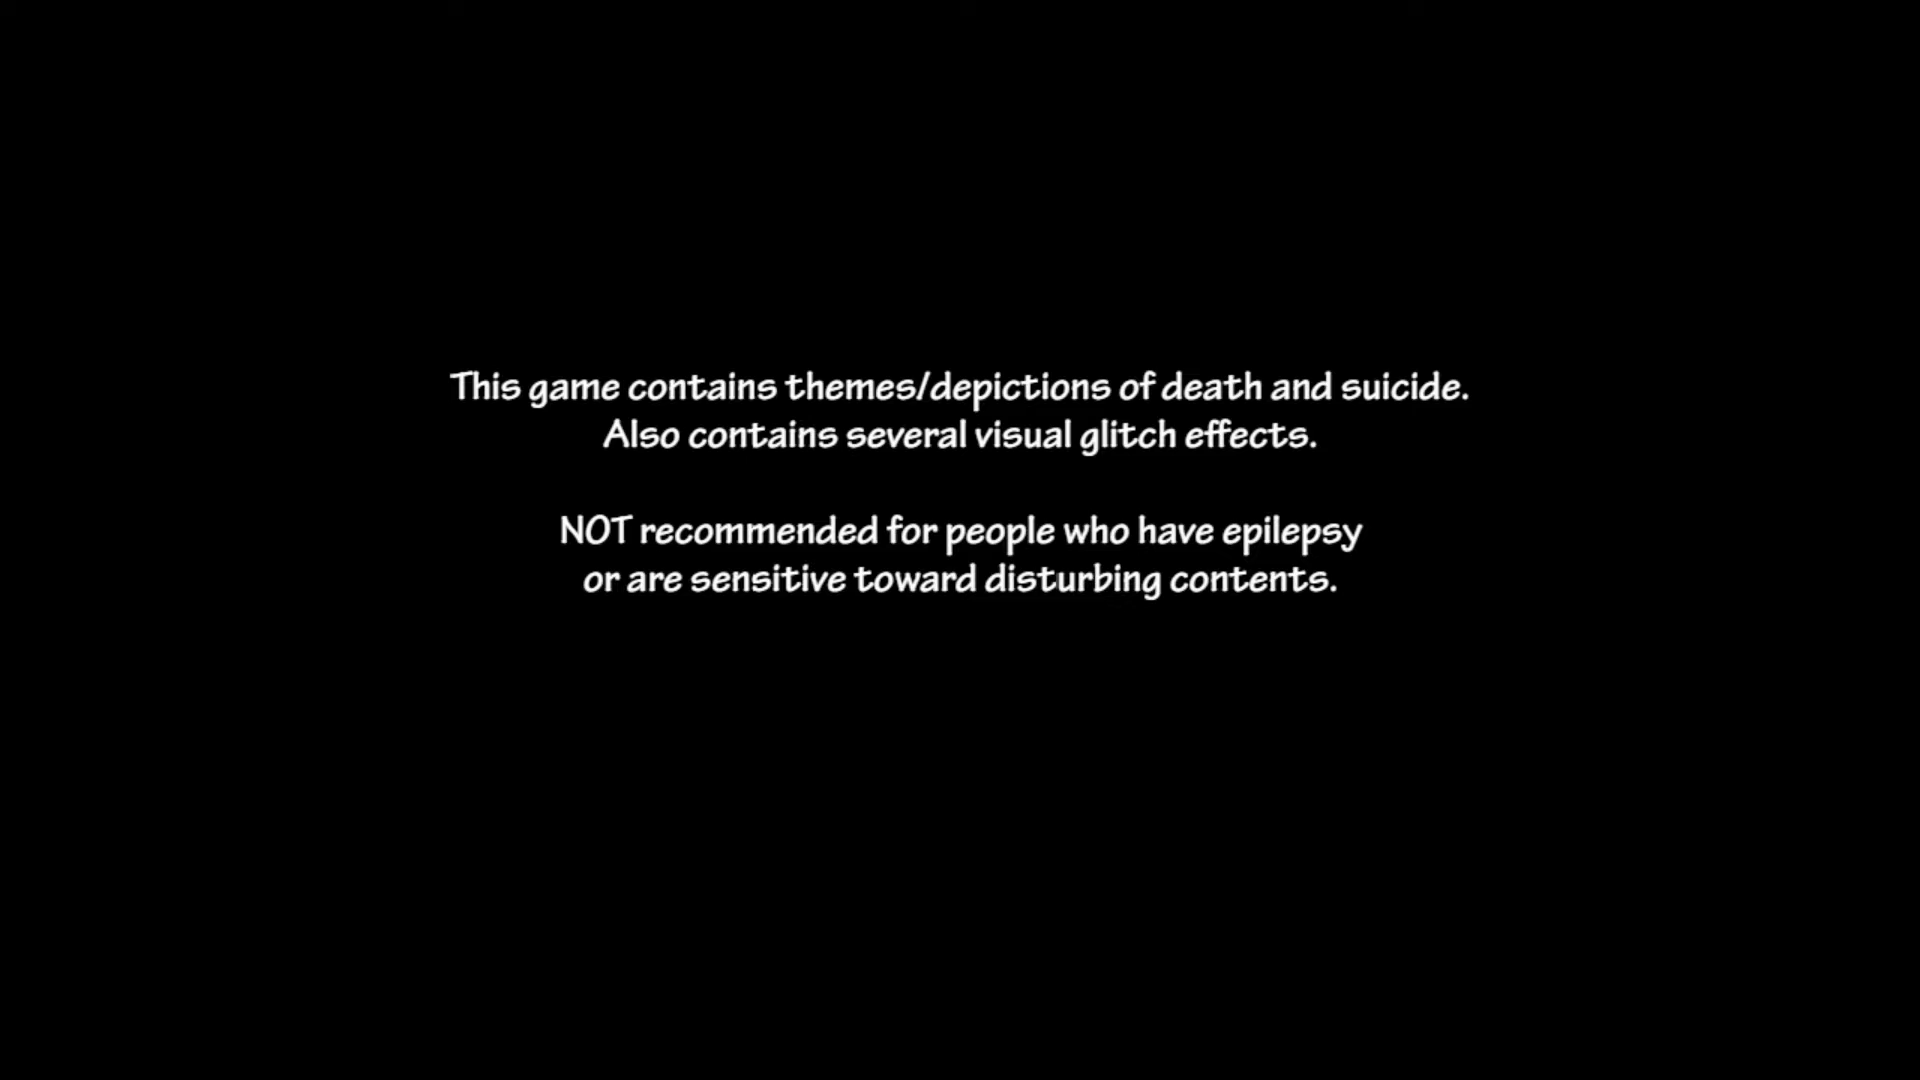 This game contains themes/depictions of death and suicide.
Also contains several visual glitch effects.
NOT recommended for people who have epilepsy
or are sensitive toward disturbing contents.